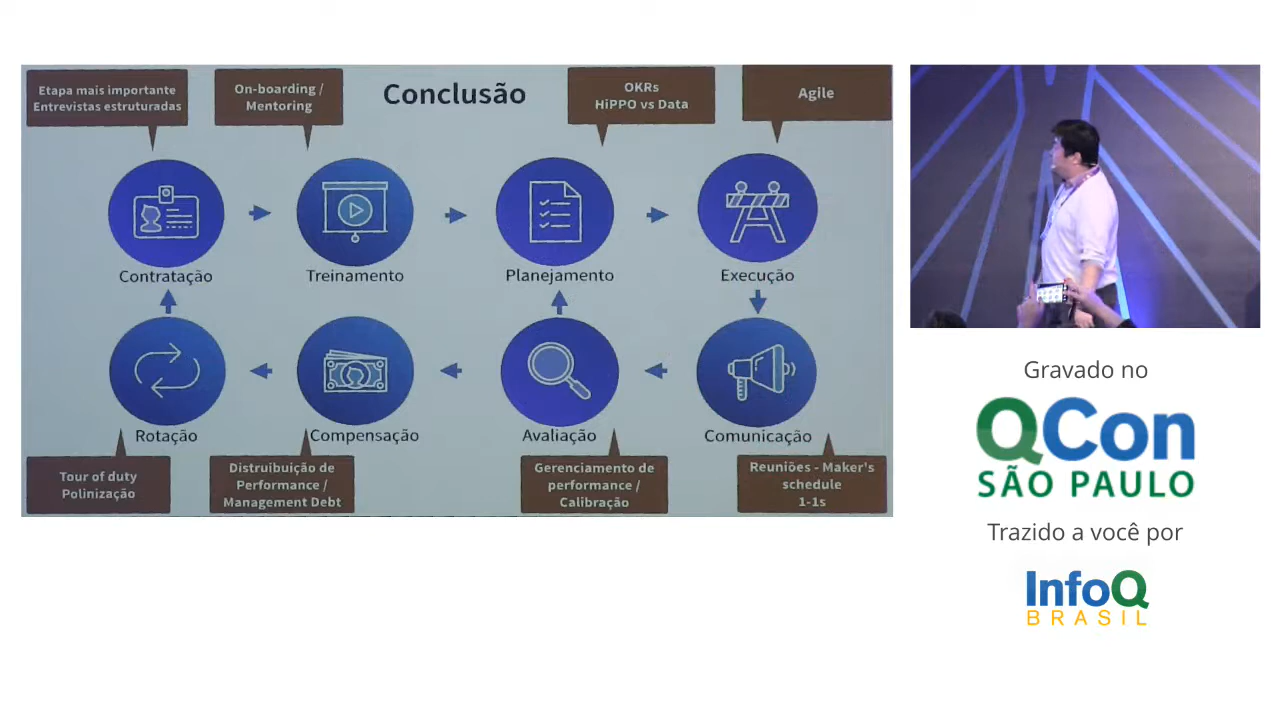 Conclusão
Etapa mais importante
Entrevistas estruturadas
On-boarding /
Mentoring
OKRs
HiPPO vs Data
Agile
Contratação
Treinamento
Planejamento
Execução
Rotação
Compensação
Avaliação
Comunicação
Tour of duty
Polinização
Distruibuição de
Performance /
Management Debt
Gerenciamento de
performance /
Calibração
Reuniões - Maker's
schedule
1-1s
Gravado no
QCon
SÃO PAULO
Trazido a você por
InfoQ
BRASIL